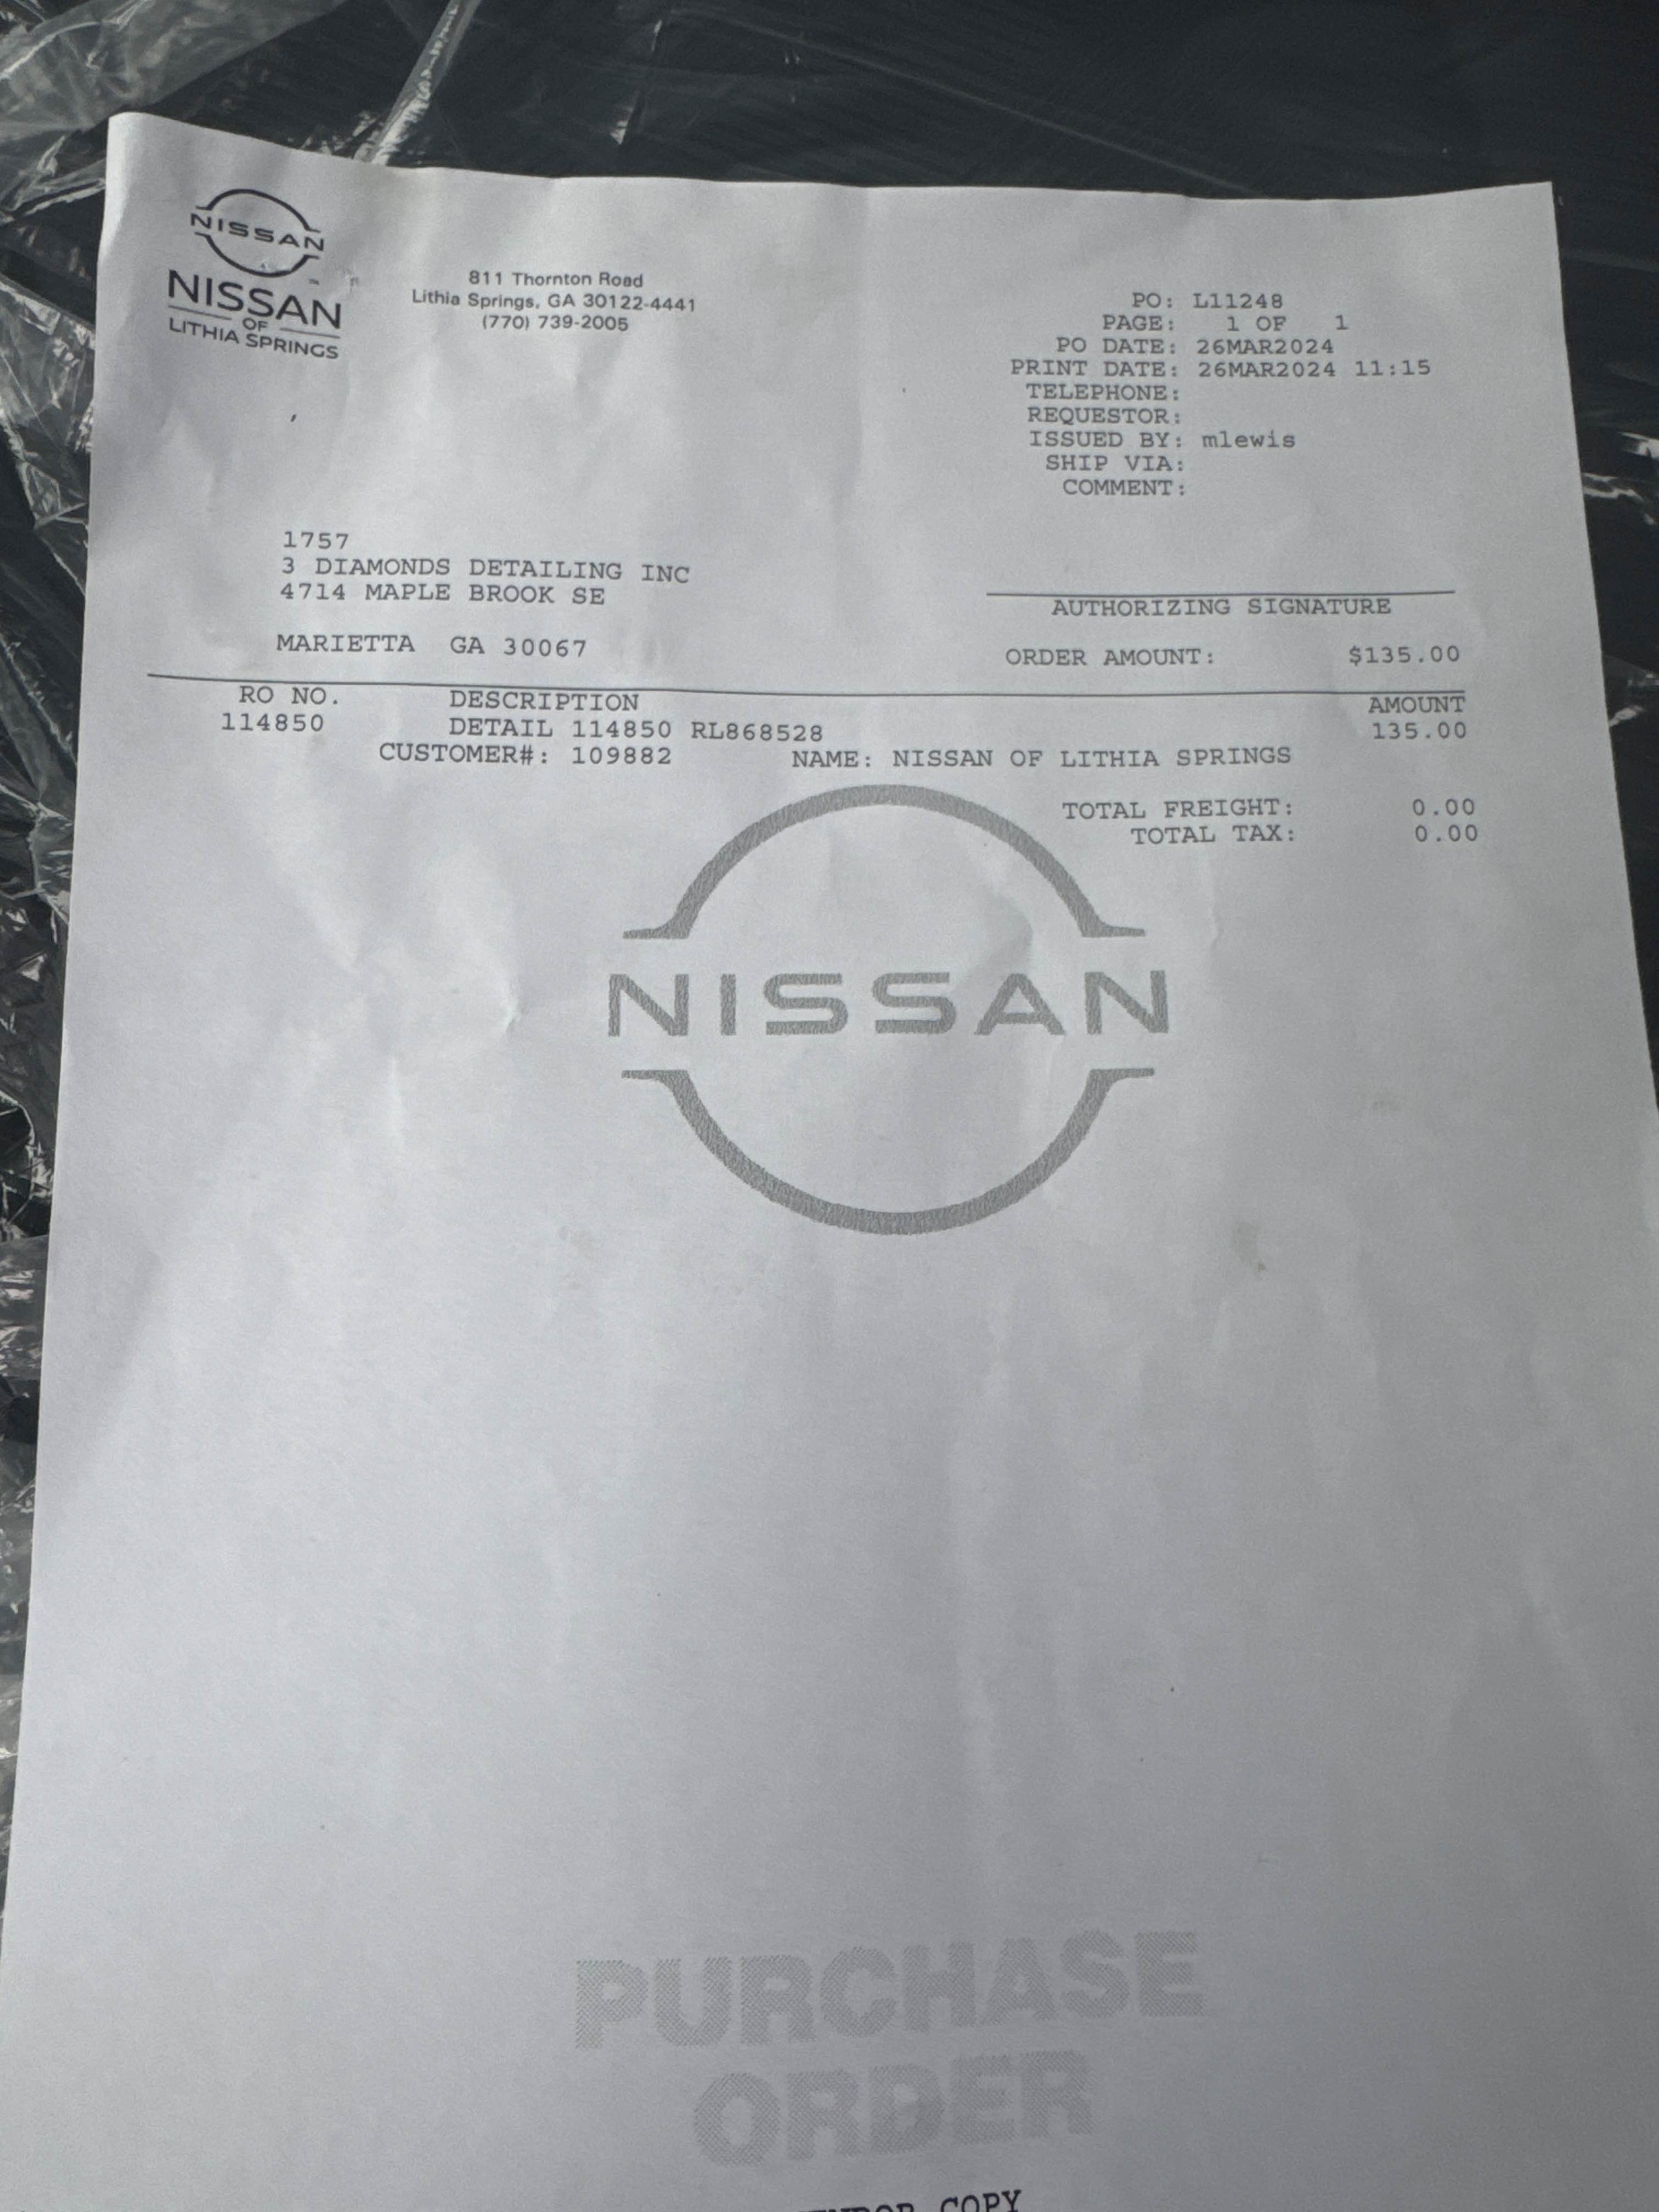 NISSAN
NISSAN
OF
LITHIA SPRINGS
811 Thornton Road
Lithia Springs, GA 30122-4441
(770) 739-2005
PO: L11248
PAGE: 1 OF 1
PO DATE: 26MAR2024
PRINT DATE: 26MAR2024 11:15
TELEPHONE:
REQUESTOR:
ISSUED BY: mlewis
SHIP VIA:
COMMENT:
1757
3 DIAMONDS DETAILING INC
4714 MAPLE BROOK SE
MARIETTA GA 30067
AUTHORIZING SIGNATURE
ORDER AMOUNT: $135.00
RO NO. DESCRIPTION AMOUNT
114850 DETAIL 114850 RL868528 135.00
CUSTOMER#: 109882 NAME: NISSAN OF LITHIA SPRINGS
TOTAL FREIGHT: 0.00
TOTAL TAX: 0.00
NISSAN
PURCHASE
ORDER
COPY